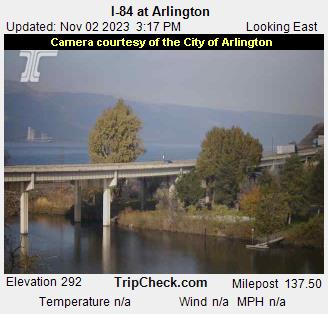 I-84 at Arlington
Updated: Nov 02 2023 3:17 PM Looking East
Camera courtesy of the City of Arlington
Elevation 292 TripCheck.com Milepost 137.50
Temperature n/a Wind n/a MPH n/a